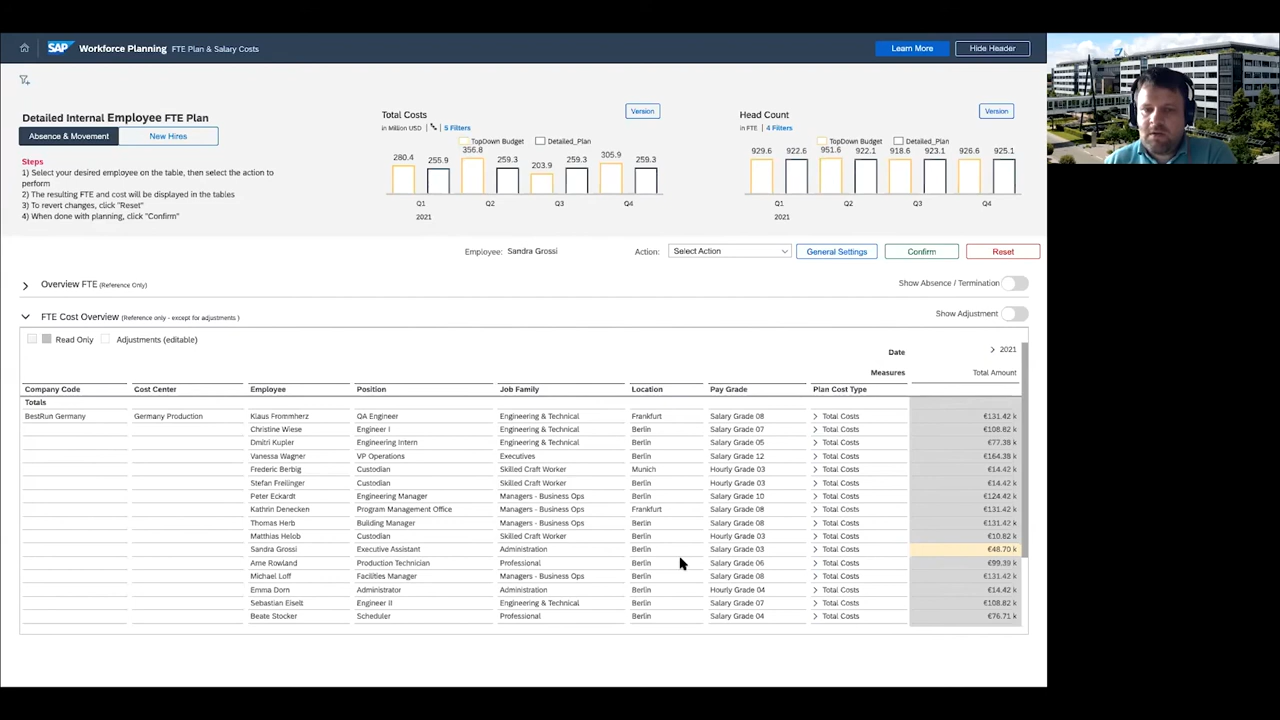 SAP Workforce Planning FTE Plan & Salary Costs Learn More Hide Header
Detailed Internal Employee FTE Plan
Absence & Movement New Hires
Steps
1) Select your desired employee on the table, then select the action to
perform
2) The resulting FTE and cost will be displayed in the tables
3) To revert changes, click "Reset"
4) When done with planning, click "Confirm"
Total Costs Version
in Million USD 5 Filters
TopDown Budget Detailed_Plan
280.4 255.9 356.8 259.3 203.9 259.3 305.9 259.3
Q1 Q2 Q3 Q4
2021
Head Count Version
in FTE 4 Filters
TopDown Budget Detailed_Plan
929.6 922.6 951.6 922.1 918.6 923.1 926.6 925.1
Q1 Q2 Q3 Q4
2021
Employee: Sandra Grossi Action: Select Action General Settings Confirm Reset
Overview FTE (Reference Only) Show Absence / Termination
FTE Cost Overview (Reference only - except for adjustments ) Show Adjustment
Read Only Adjustments (editable)
Date 2021
Measures Total Amount
Company Code Cost Center Employee Position Job Family Location Pay Grade Plan Cost Type
Totals
BestRun Germany Germany Production Klaus Frommherz QA Engineer Engineering & Technical Frankfurt Salary Grade 08 Total Costs €131.42 k
Christine Wiese Engineer I Engineering & Technical Berlin Salary Grade 07 Total Costs €108.82 k
Dmitri Kupler Engineering Intern Engineering & Technical Berlin Salary Grade 05 Total Costs €77.38 k
Vanessa Wagner VP Operations Executives Berlin Salary Grade 12 Total Costs €164.38 k
Frederic Berbig Custodian Skilled Craft Worker Munich Hourly Grade 03 Total Costs €14.42 k
Stefan Freilinger Custodian Skilled Craft Worker Berlin Hourly Grade 03 Total Costs €14.42 k
Peter Eckardt Engineering Manager Managers - Business Ops Berlin Salary Grade 10 Total Costs €124.42 k
Kathrin Denecken Program Management Office Managers - Business Ops Frankfurt Salary Grade 08 Total Costs €131.42 k
Thomas Herb Building Manager Managers - Business Ops Berlin Salary Grade 08 Total Costs €131.42 k
Matthias Helob Custodian Skilled Craft Worker Berlin Hourly Grade 03 Total Costs €10.82 k
Sandra Grossi Executive Assistant Administration Berlin Salary Grade 03 Total Costs €48.70 k
Arne Rowland Production Technician Professional Berlin Salary Grade 06 Total Costs €99.39 k
Michael Loff Facilities Manager Managers - Business Ops Berlin Salary Grade 08 Total Costs €131.42 k
Emma Dorn Administrator Administration Berlin Hourly Grade 04 Total Costs €14.42 k
Sebastian Eiselt Engineer II Engineering & Technical Berlin Salary Grade 07 Total Costs €108.82 k
Beate Stocker Scheduler Professional Berlin Salary Grade 04 Total Costs €76.71 k